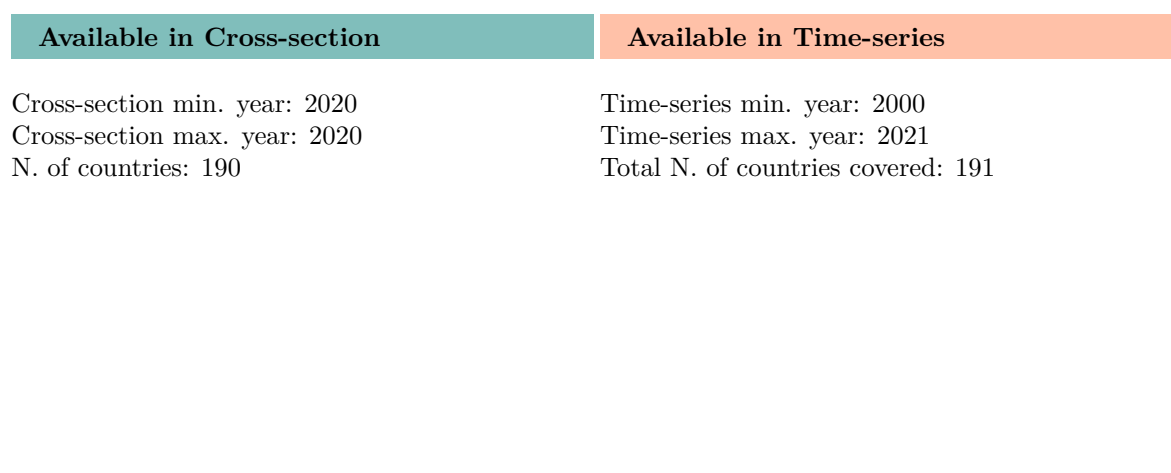 Available in Cross-section
Cross-section min. year: 2020
Cross-section max. year: 2020
N. of countries: 190
Available in Time-series
Time-series min. year: 2000
Time-series max. year: 2021
Total N. of countries covered: 191